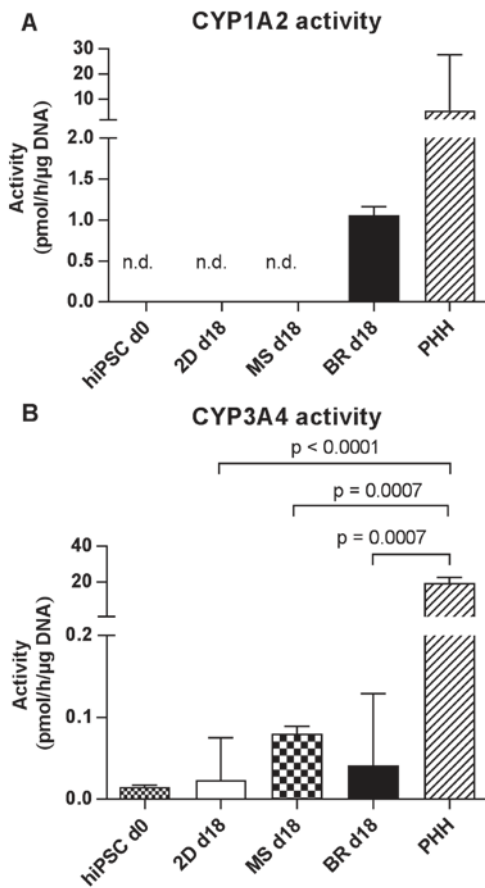 A
CYP1A2 activity
Activity
(pmol/h/µg DNA)
30
20
10
2.0
1.5
1.0
0.5
0.0
n.d. n.d. n.d.
hiPSC d0 2D d18 MS d18 BR d18 PHH
B
CYP3A4 activity
p < 0.0001
p = 0.0007
p = 0.0007
Activity
(pmol/h/µg DNA)
40
20
0.2
0.1
0.0
hiPSC d0 2D d18 MS d18 BR d18 PHH